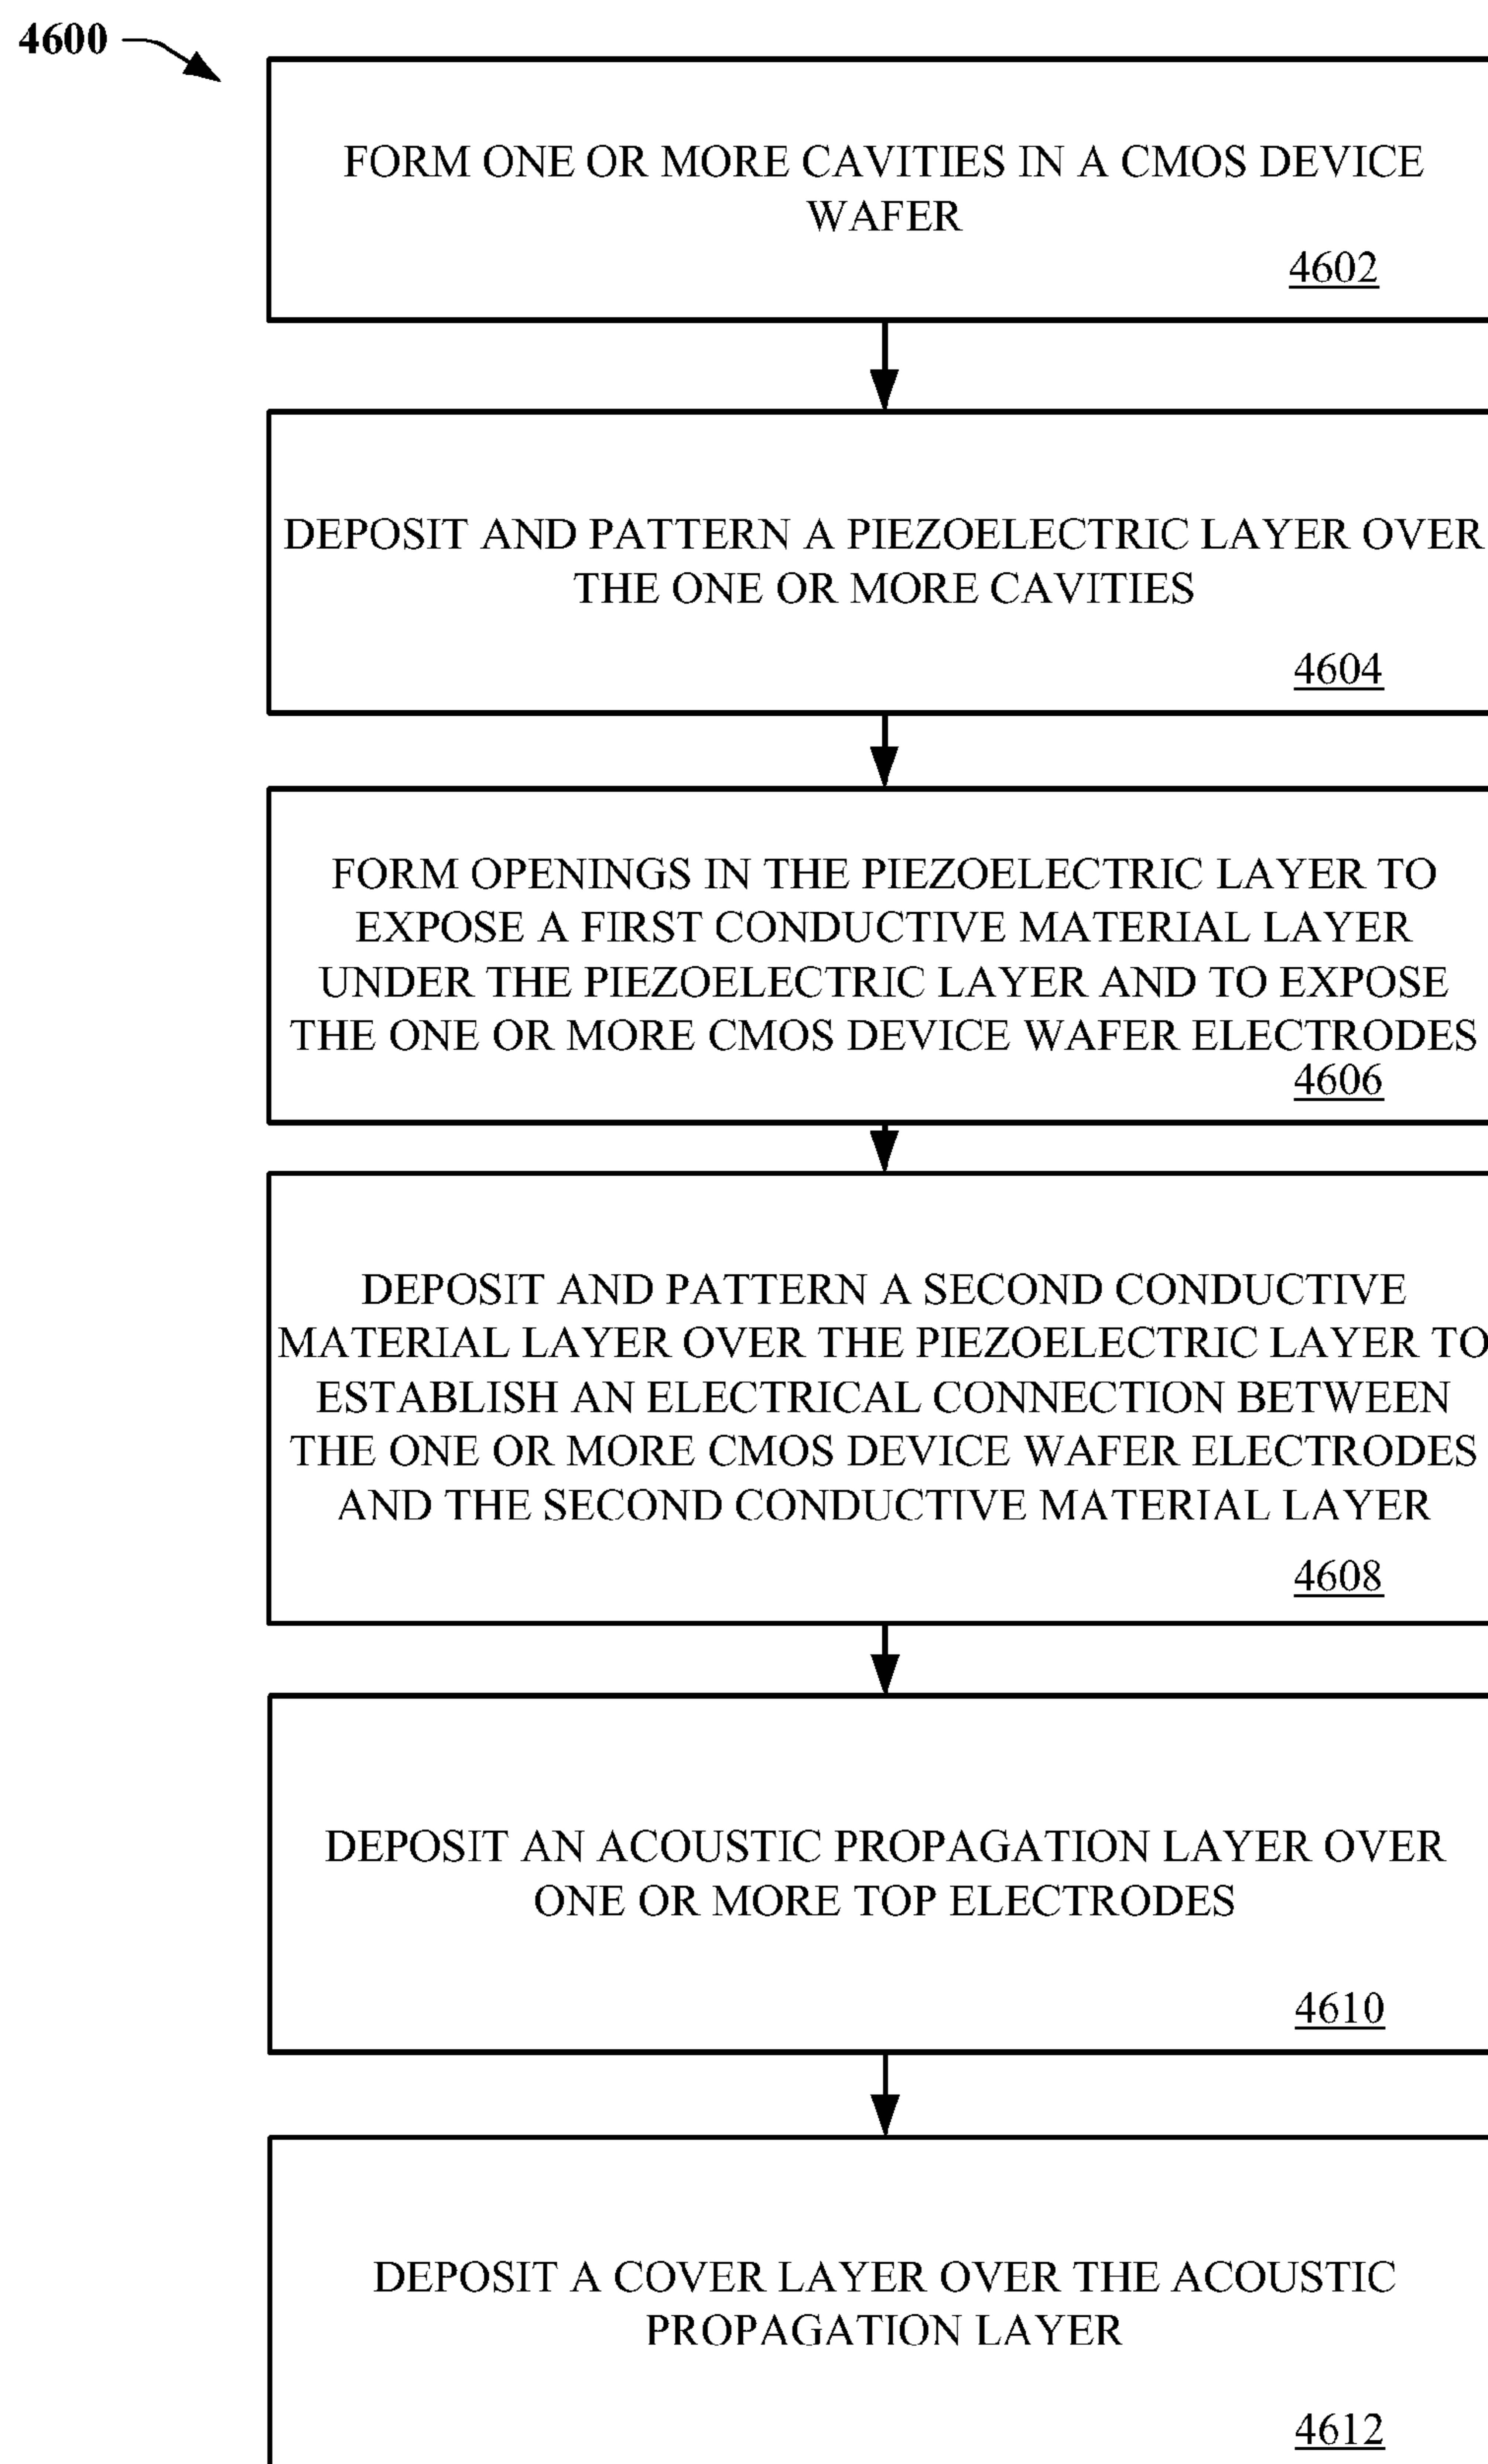 4600
FORM ONE OR MORE CAVITIES IN A CMOS DEVICE
WAFER
4602
DEPOSIT AND PATTERN A PIEZOELECTRIC LAYER OVER
THE ONE OR MORE CAVITIES
4604
FORM OPENINGS IN THE PIEZOELECTRIC LAYER TO
EXPOSE A FIRST CONDUCTIVE MATERIAL LAYER
UNDER THE PIEZOELECTRIC LAYER AND TO EXPOSE
THE ONE OR MORE CMOS DEVICE WAFER ELECTRODES
4606
DEPOSIT AND PATTERN A SECOND CONDUCTIVE
MATERIAL LAYER OVER THE PIEZOELECTRIC LAYER TO
ESTABLISH AN ELECTRICAL CONNECTION BETWEEN
THE ONE OR MORE CMOS DEVICE WAFER ELECTRODES
AND THE SECOND CONDUCTIVE MATERIAL LAYER
4608
DEPOSIT AN ACOUSTIC PROPAGATION LAYER OVER
ONE OR MORE TOP ELECTRODES
4610
DEPOSIT A COVER LAYER OVER THE ACOUSTIC
PROPAGATION LAYER
4612